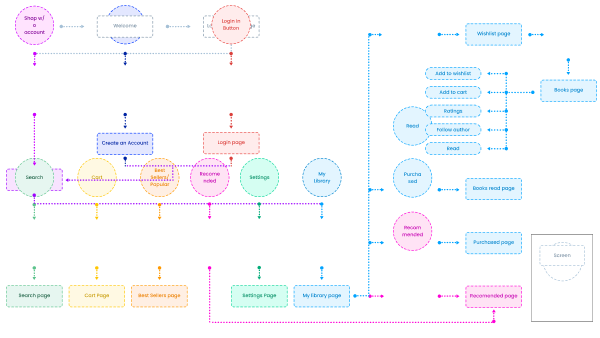 Shop w/
a
account
Welcome
Login in
Button
Wishlist page
Add to wishlist
Add to cart
Books page
Ratings
Read
Follow author
Create an Account
Login page
Read
Search
Cart
Best
Sellers/
Popular
Recome
nded
Settings
My
Library
Purcha
sed
Books read page
Recom
mended
Purchased page
Screen
Search page
Cart Page
Best Sellers page
Settings Page
My library page
Recomended page